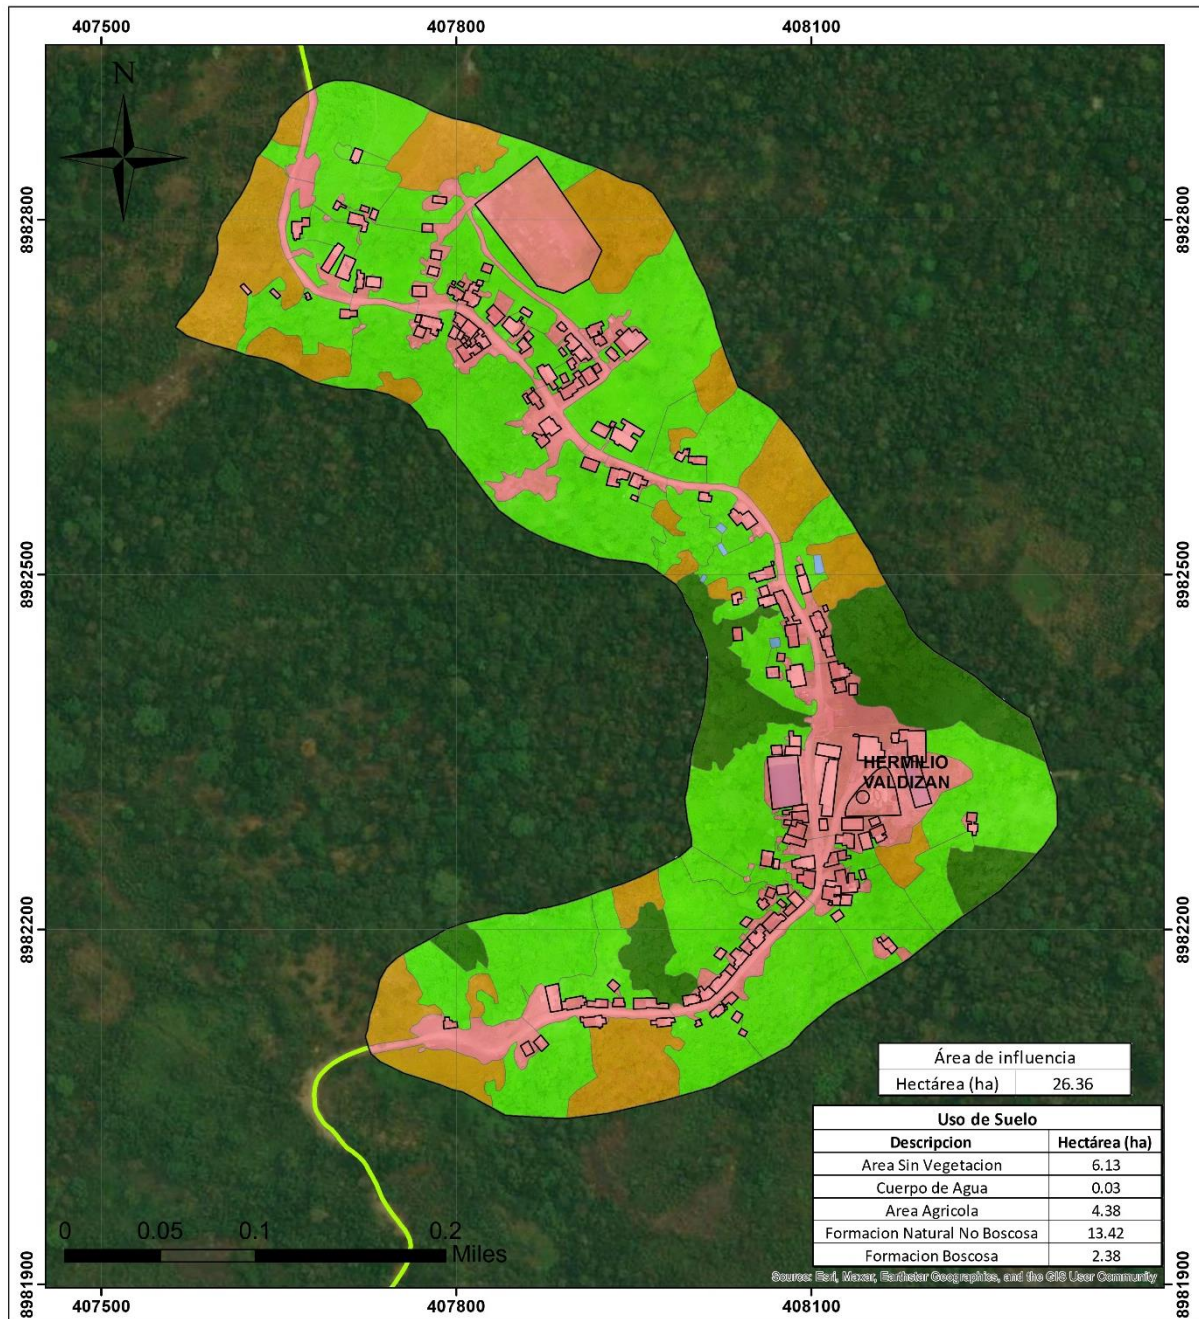 407500 407800 408100
N
8982800 8982800
8982500 8982500
HERMILIO
VALDIZAN
8982200 8982200
Área de influencia
Hectárea (ha) 26.36
Uso de Suelo
Descripcion Hectárea (ha)
Area Sin Vegetacion 6.13
Cuerpo de Agua 0.03
Area Agricola 4.38
Formacion Natural No Boscosa 13.42
Formacion Boscosa 2.38
0 0.05 0.1 0.2
Miles
Source: Esri, Maxar, Earthstar Geographics, and the GIS User Community
8981900 8981900
407500 407800 408100